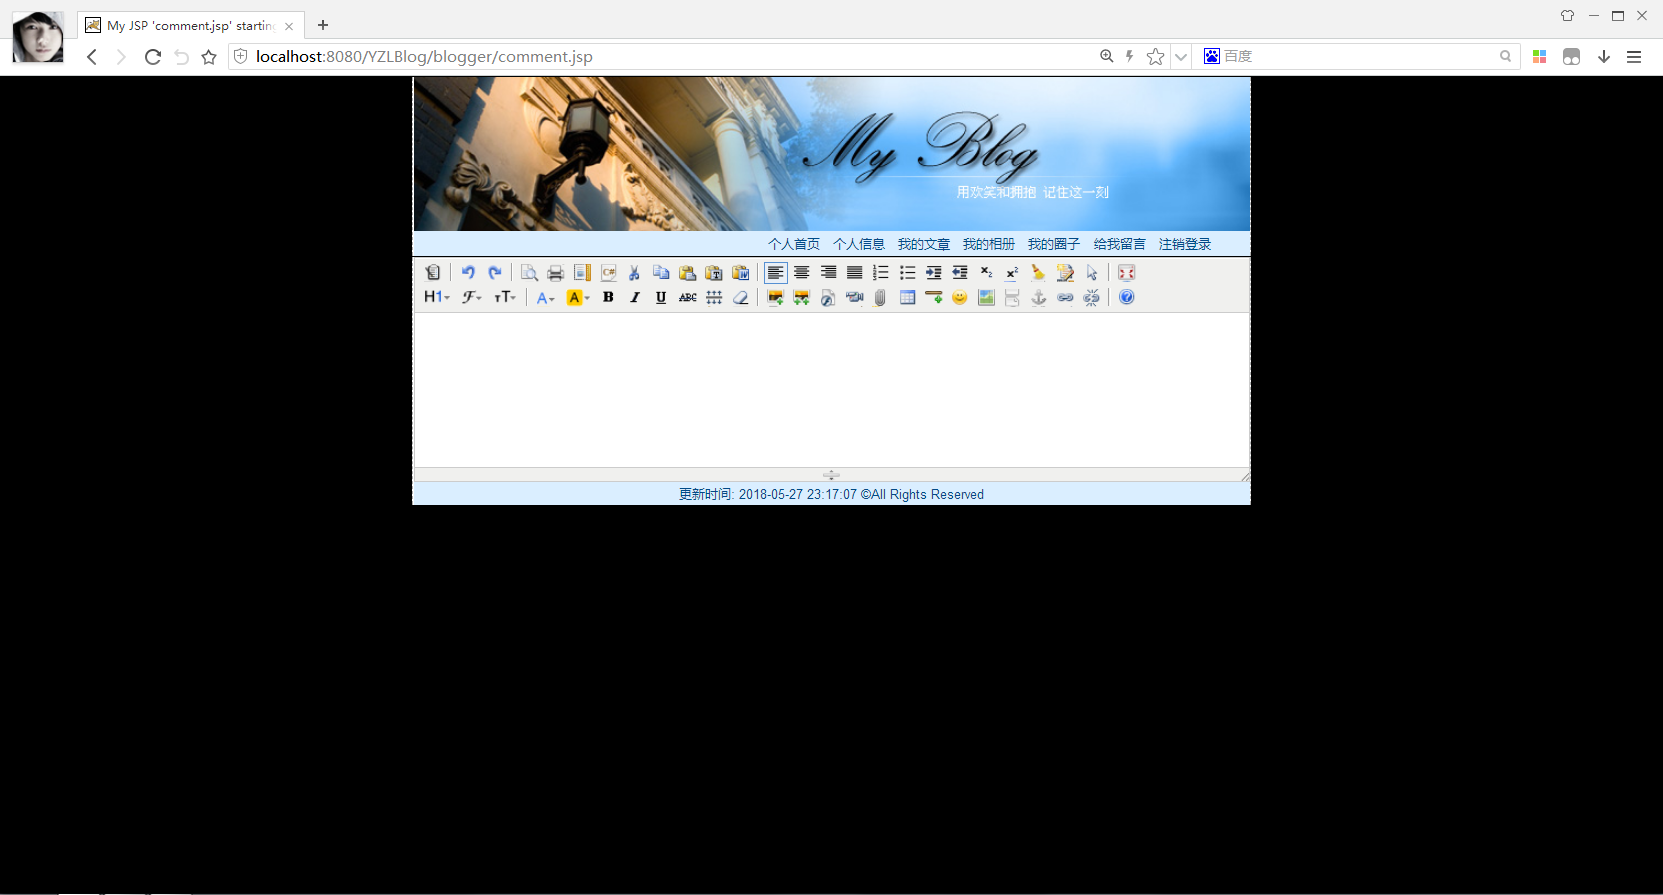 My JSP 'comment.jsp' starting
localhost:8080/YZLBlog/blogger/comment.jsp
百度
My Blog
用欢笑和拥抱 记住这一刻
个人首页 个人信息 我的文章 我的相册 我的圈子 给我留言 注销登录
H1 F TT A A B I U ABC
更新时间: 2018-05-27 23:17:07 ©All Rights Reserved